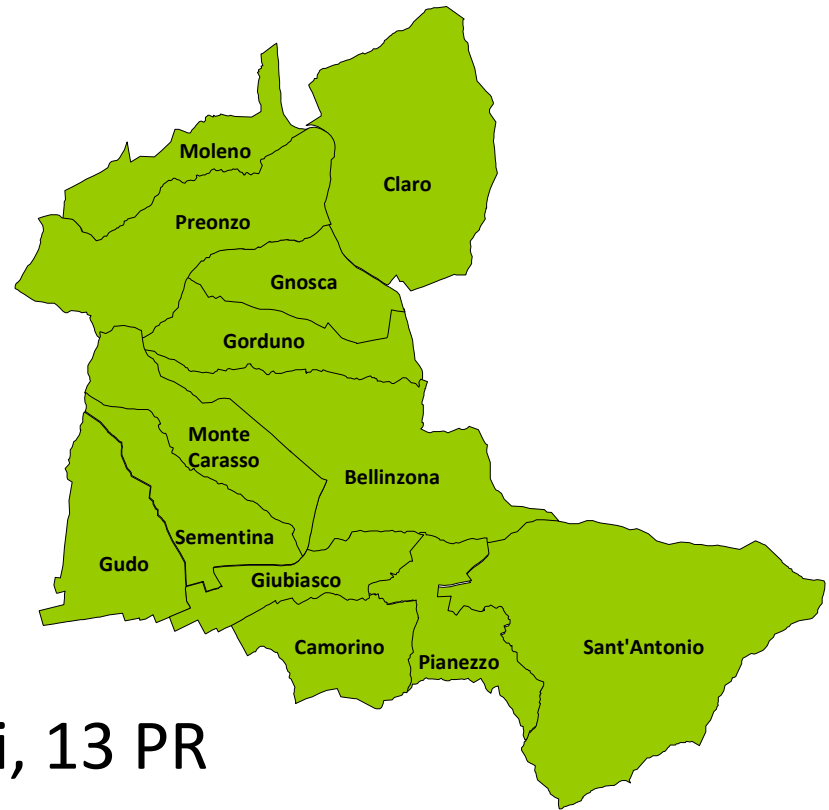 Moleno
Claro
Preonzo
Gnosca
Gorduno
Monte
Carasso
Bellinzona
Sementina
Gudo
Giubiasco
Camorino
Pianezzo
Sant'Antonio
i, 13 PR